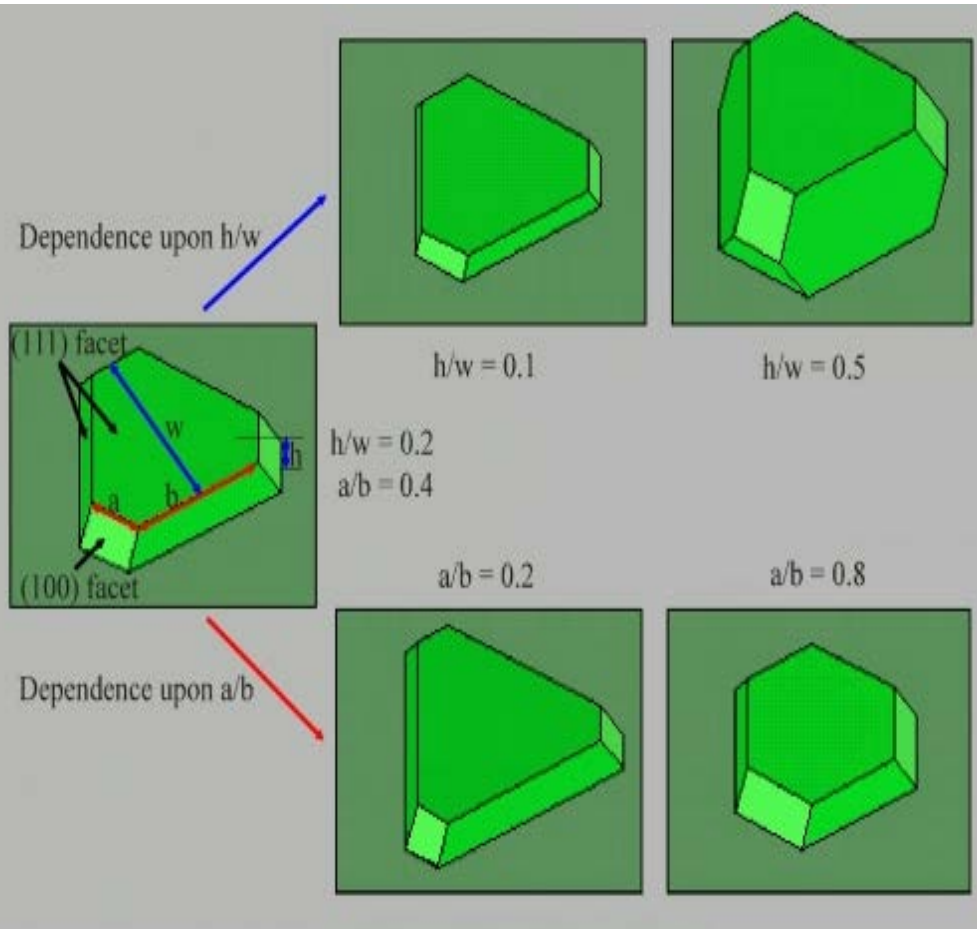 Dependence upon h/w
h/w = 0.1
h/w = 0.5
(111) facet
w
h
a
b
(100) facet
h/w = 0.2
a/b = 0.4
a/b = 0.2
a/b = 0.8
Dependence upon a/b